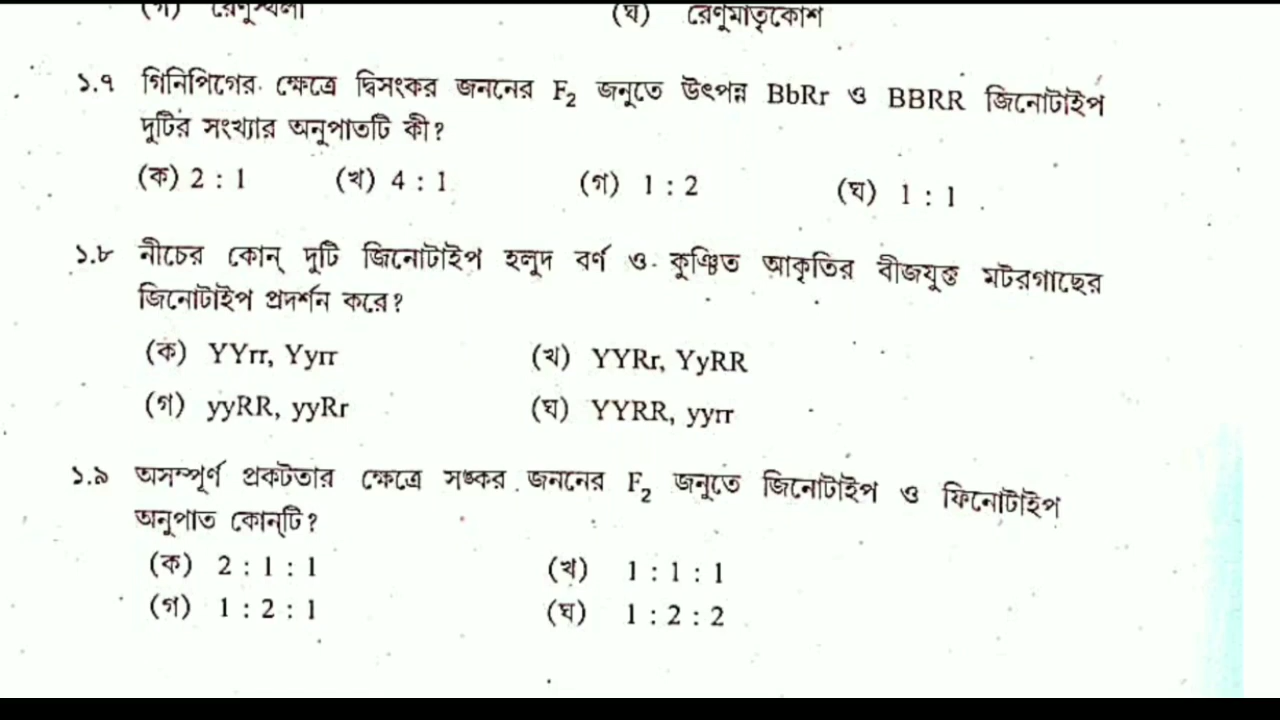 (গ) রেণুস্থলী (ঘ) রেণুমাতৃকোশ
১.৭ গিনিপিগের ক্ষেত্রে দ্বিসংকর জননের F₂ জনুতে উৎপন্ন BbRr ও BBRR জিনোটাইপ
দুটির সংখ্যার অনুপাতটি কী?
(ক) 2 : 1 (খ) 4 : 1 (গ) 1 : 2 (ঘ) 1 : 1
১.৮ নীচের কোন্ দুটি জিনোটাইপ হলুদ বর্ণ ও কুঞ্চিত আকৃতির বীজযুক্ত মটরগাছের
জিনোটাইপ প্রদর্শন করে?
(ক) YYrr, Yyrr (খ) YYRr, YyRR
(গ) yyRR, yyRr (ঘ) YYRR, yyrr
১.৯ অসম্পূর্ণ প্রকটতার ক্ষেত্রে সঙ্কর জননের F₂ জনুতে জিনোটাইপ ও ফিনোটাইপ
অনুপাত কোন্‌টি?
(ক) 2 : 1 : 1 (খ) 1 : 1 : 1
(গ) 1 : 2 : 1 (ঘ) 1 : 2 : 2